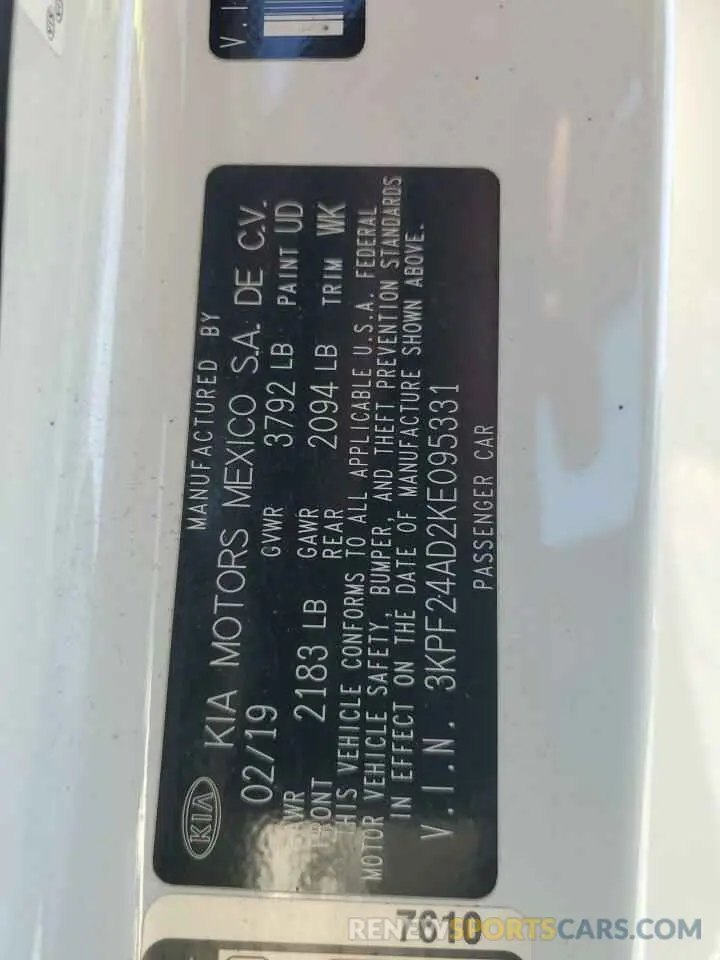 V.I
MANUFACTURED BY
KIA KIA MOTORS MEXICO S.A. DE C.V.
02/19 GVWR 3792 LB PAINT UD
GAWR GAWR
FRONT 2183 LB REAR 2094 LB TRIM WK
THIS VEHICLE CONFORMS TO ALL APPLICABLE U.S.A. FEDERAL
MOTOR VEHICLE SAFETY, BUMPER, AND THEFT PREVENTION STANDARDS
IN EFFECT ON THE DATE OF MANUFACTURE SHOWN ABOVE.
V.I.N. 3KPF24AD2KE095331
PASSENGER CAR
7610
RENEWSPORTSCARS.COM